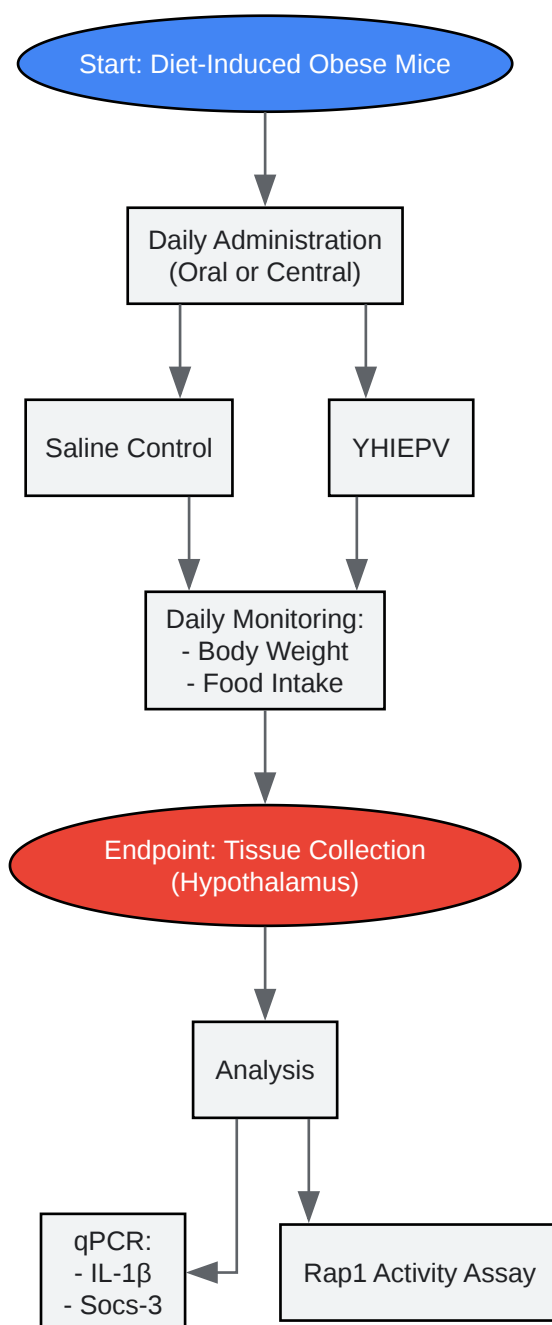 Start: Diet-Induced Obese Mice
Daily Administration
(Oral or Central)
Saline Control
YHIEPV
Daily Monitoring:
- Body Weight
- Food Intake
Endpoint: Tissue Collection
(Hypothalamus)
Analysis
qPCR:
- IL-1β
- Socs-3
Rap1 Activity Assay